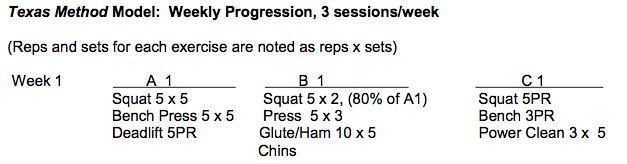 Texas Method Model:  Weekly Progression, 3 sessions/week
(Reps and sets for each exercise are noted as reps x sets)
Week 1 A 1 B 1 C 1
Squat 5 x 5 Squat 5 x 2, (80% of A1) Squat 5PR
Bench Press 5 x 5 Press  5 x 3 Bench 3PR
Deadlift 5PR Glute/Ham 10 x 5 Power Clean 3 x  5
Chins